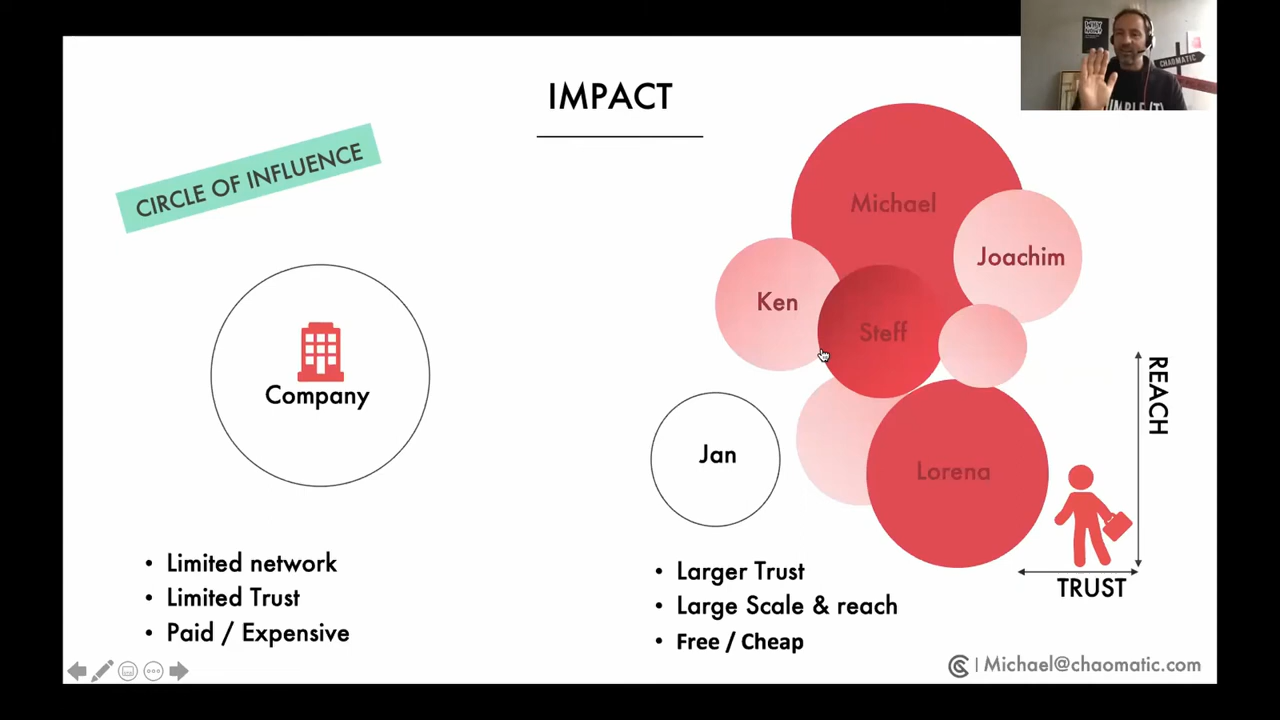 IMPACT
CIRCLE OF INFLUENCE
CHAOMATIC
Michael
Joachim
Ken
Steff
Company
Jan
Lorena
REACH
TRUST
• Limited network
• Limited Trust
• Paid / Expensive
• Larger Trust
• Large Scale & reach
• Free / Cheap
| Michael@chaomatic.com